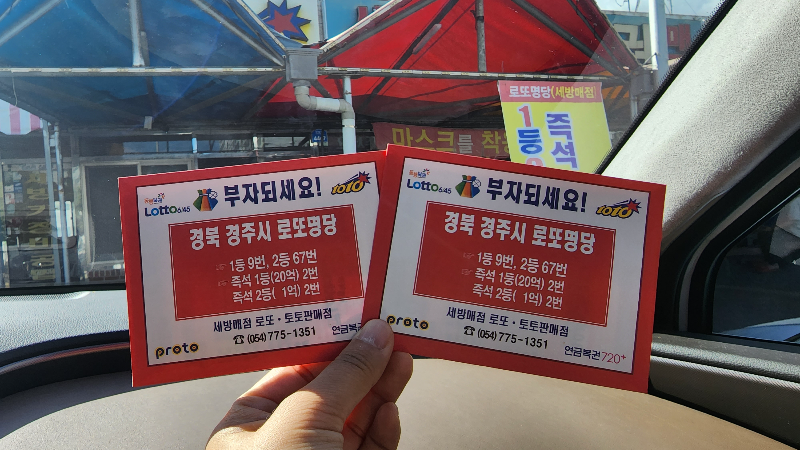 로또명당(세방매점
1등
즉석
마스크를 착
Lotto6/45
부자되세요!
toto
경북 경주시 로또명당
☞ 1등 9번, 2등 67번
☞ 즉석 1등(20억) 2번
즉석 2등( 1억) 2번
세방매점 로또·토토판매점
proto
☎(054)775-1351
연금복권
Lotto6/45
부자되세요!
toto
경북 경주시 로또명당
☞ 1등 9번, 2등 67번
☞ 즉석 1등(20억) 2번
즉석 2등( 1억) 2번
세방매점 로또·토토판매점
proto
☎(054)775-1351
연금복권720+